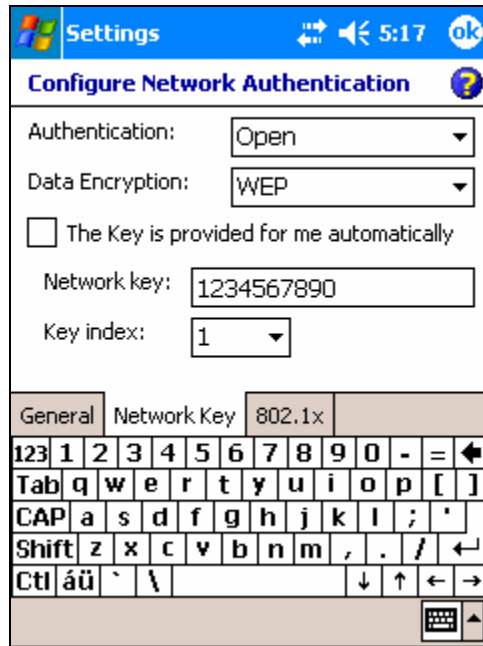 Settings 5:17 ok
Configure Network Authentication ?
Authentication: Open
Data Encryption: WEP
The Key is provided for me automatically
Network key: 1234567890
Key index: 1
General Network Key 802.1x
123 1 2 3 4 5 6 7 8 9 0 - =
Tab q w e r t y u i o p [ ]
CAP a s d f g h j k l ; '
Shift z x c v b n m , . /
Ctl áü ` \